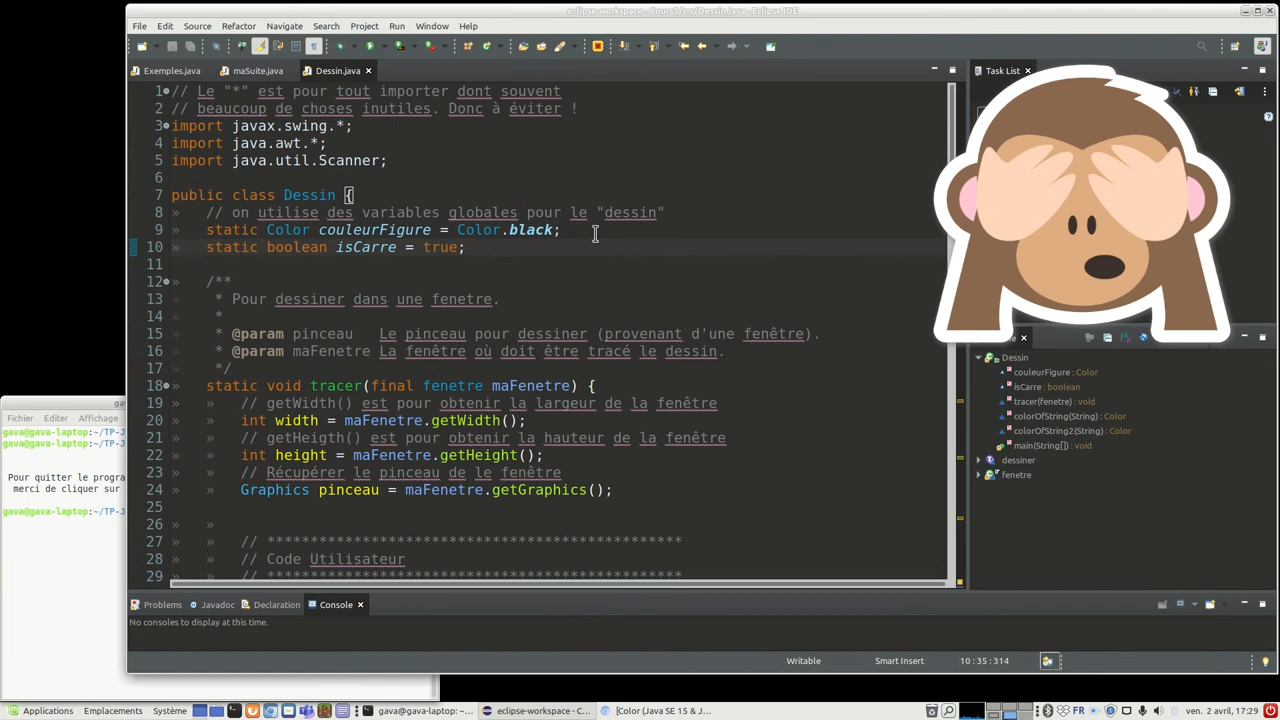 eclipse-workspace - Cours5/src/Dessin.java - Eclipse IDE
File Edit Source Refactor Navigate Search Project Run Window Help
Exemples.java maSuite.java Dessin.java
Task List
1 // Le "*" est pour tout importer dont souvent
2 // beaucoup de choses inutiles. Donc à éviter !
3 import javax.swing.*;
4 import java.awt.*;
5 import java.util.Scanner;
6
7 public class Dessin {
8 » // on utilise des variables globales pour le "dessin"
9 » static Color couleurFigure = Color.black;
10 » static boolean isCarre = true;
11
12 » /**
13 » * Pour dessiner dans une fenetre.
14 » *
15 » * @param pinceau Le pinceau pour dessiner (provenant d'une fenêtre).
16 » * @param maFenetre La fenêtre où doit être tracé le dessin.
17 » */
18 » static void tracer(final fenetre maFenetre) {
19 » » // getWidth() est pour obtenir la largeur de la fenêtre
20 » » int width = maFenetre.getWidth();
21 » » // getHeigth() est pour obtenir la hauteur de la fenêtre
22 » » int height = maFenetre.getHeight();
23 » » // Récupérer le pinceau de le fenêtre
24 » » Graphics pinceau = maFenetre.getGraphics();
25
26 » »
27 » » // ************************************************
28 » » // Code Utilisateur
29 » » // ************************************************
Dessin
couleurFigure : Color
isCarre : boolean
tracer(fenetre) : void
colorOfString(String) : Color
colorOfString2(String) : Color
main(String[]) : void
dessiner
fenetre
ga
Fichier Editer Affichage
gava@gava-laptop:~/TP-J
gava@gava-laptop:~/TP-J
Pour quitter le progra
merci de cliquer sur
gava@gava-laptop:~/TP-J
Problems Javadoc Declaration Console
No consoles to display at this time.
Writable Smart Insert 10 : 35 : 314
Applications Emplacements Système gava@gava-laptop: ~/... eclipse-workspace - C... [Color (Java SE 15 & J... FR ven. 2 avril, 17:29